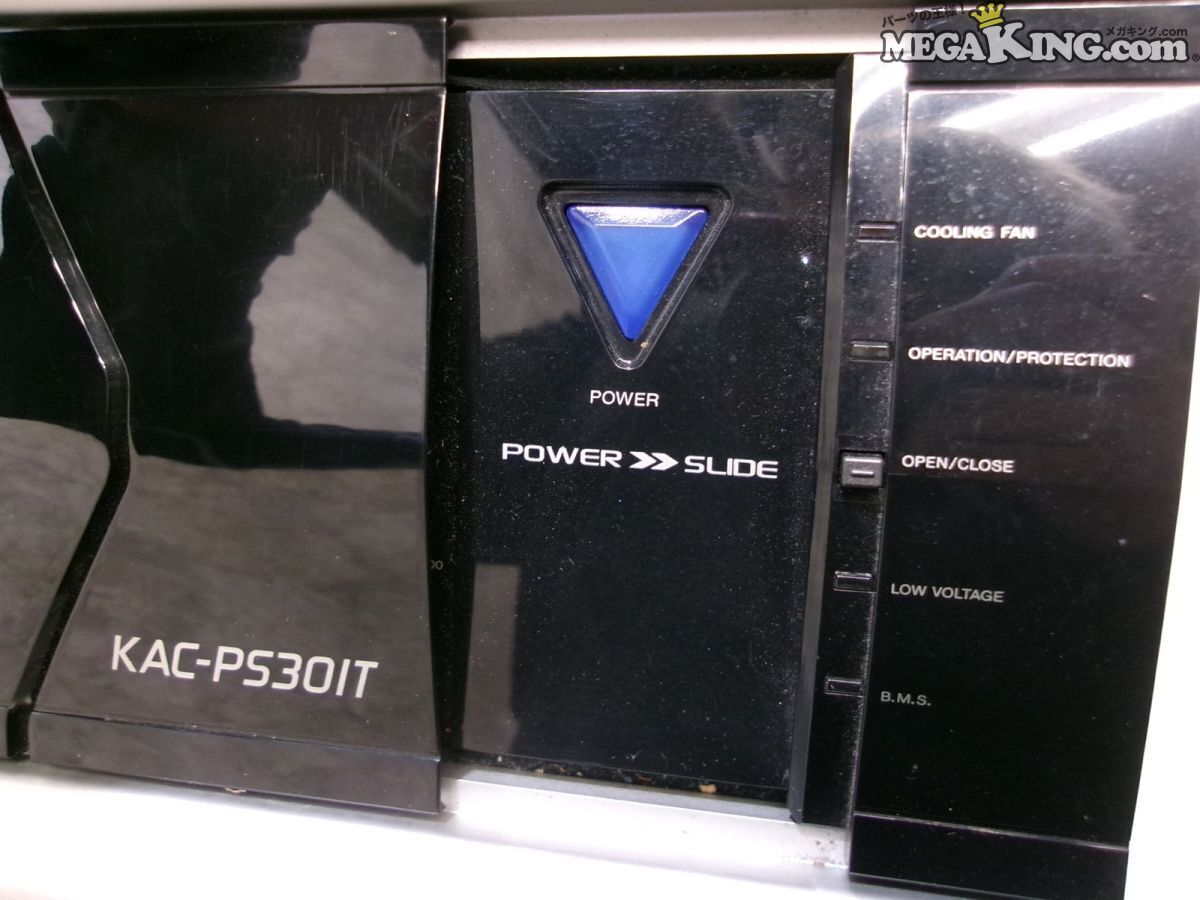 パーツの王様！
メガキング.com
MEGAKING.com®
COOLING FAN
OPERATION/PROTECTION
POWER
POWER SLIDE
OPEN/CLOSE
LOW VOLTAGE
KAC-PS301T
B.M.S.